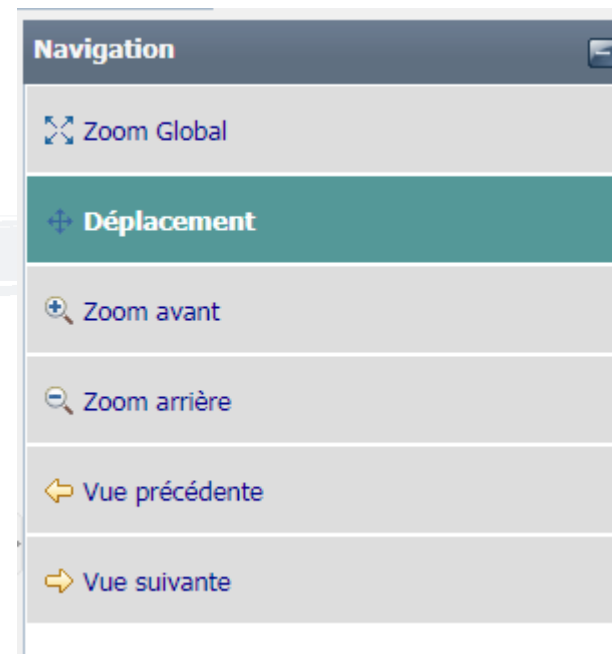 Navigation
Zoom Global
Déplacement
Zoom avant
Zoom arrière
Vue précédente
Vue suivante